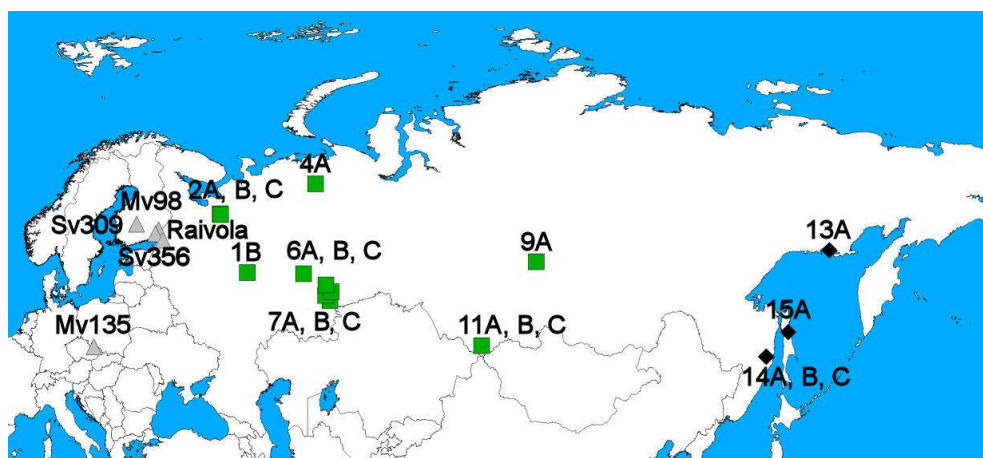 4A
2A, B, C
Mv98
Sv309
Raivola
13A
Sv356
1B
6A, B, C
9A
15A
Mv135
7A, B, C
11A, B, C
14A, B, C